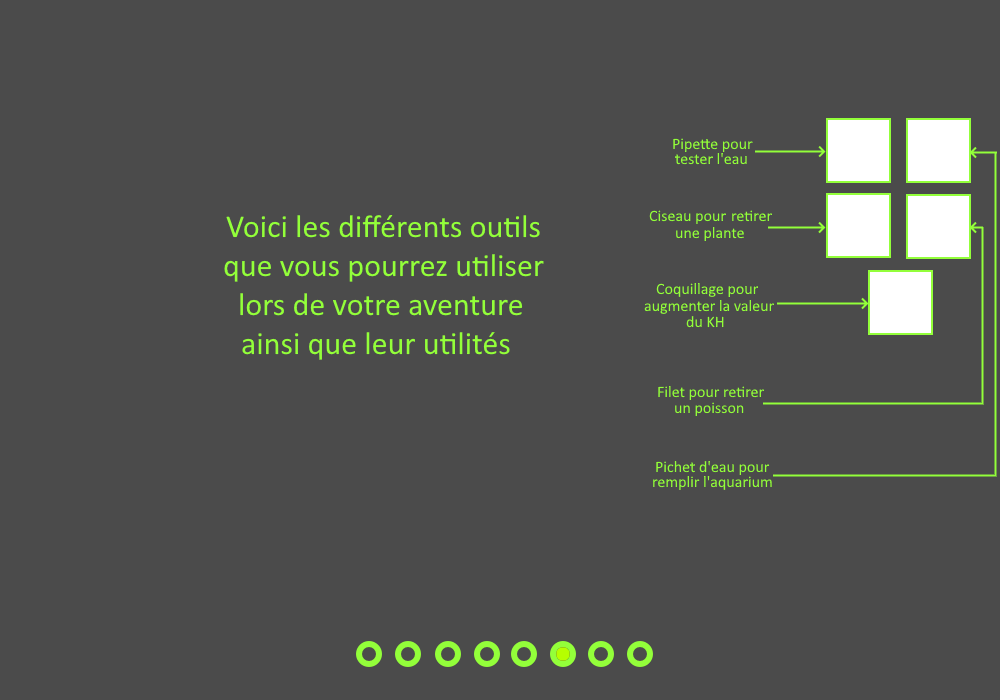 Voici les différents outils
que vous pourrez utiliser
lors de votre aventure
ainsi que leur utilités
Pipette pour
tester l'eau
Ciseau pour retirer
une plante
Coquillage pour
augmenter la valeur
du KH
Filet pour retirer
un poisson
Pichet d'eau pour
remplir l'aquarium